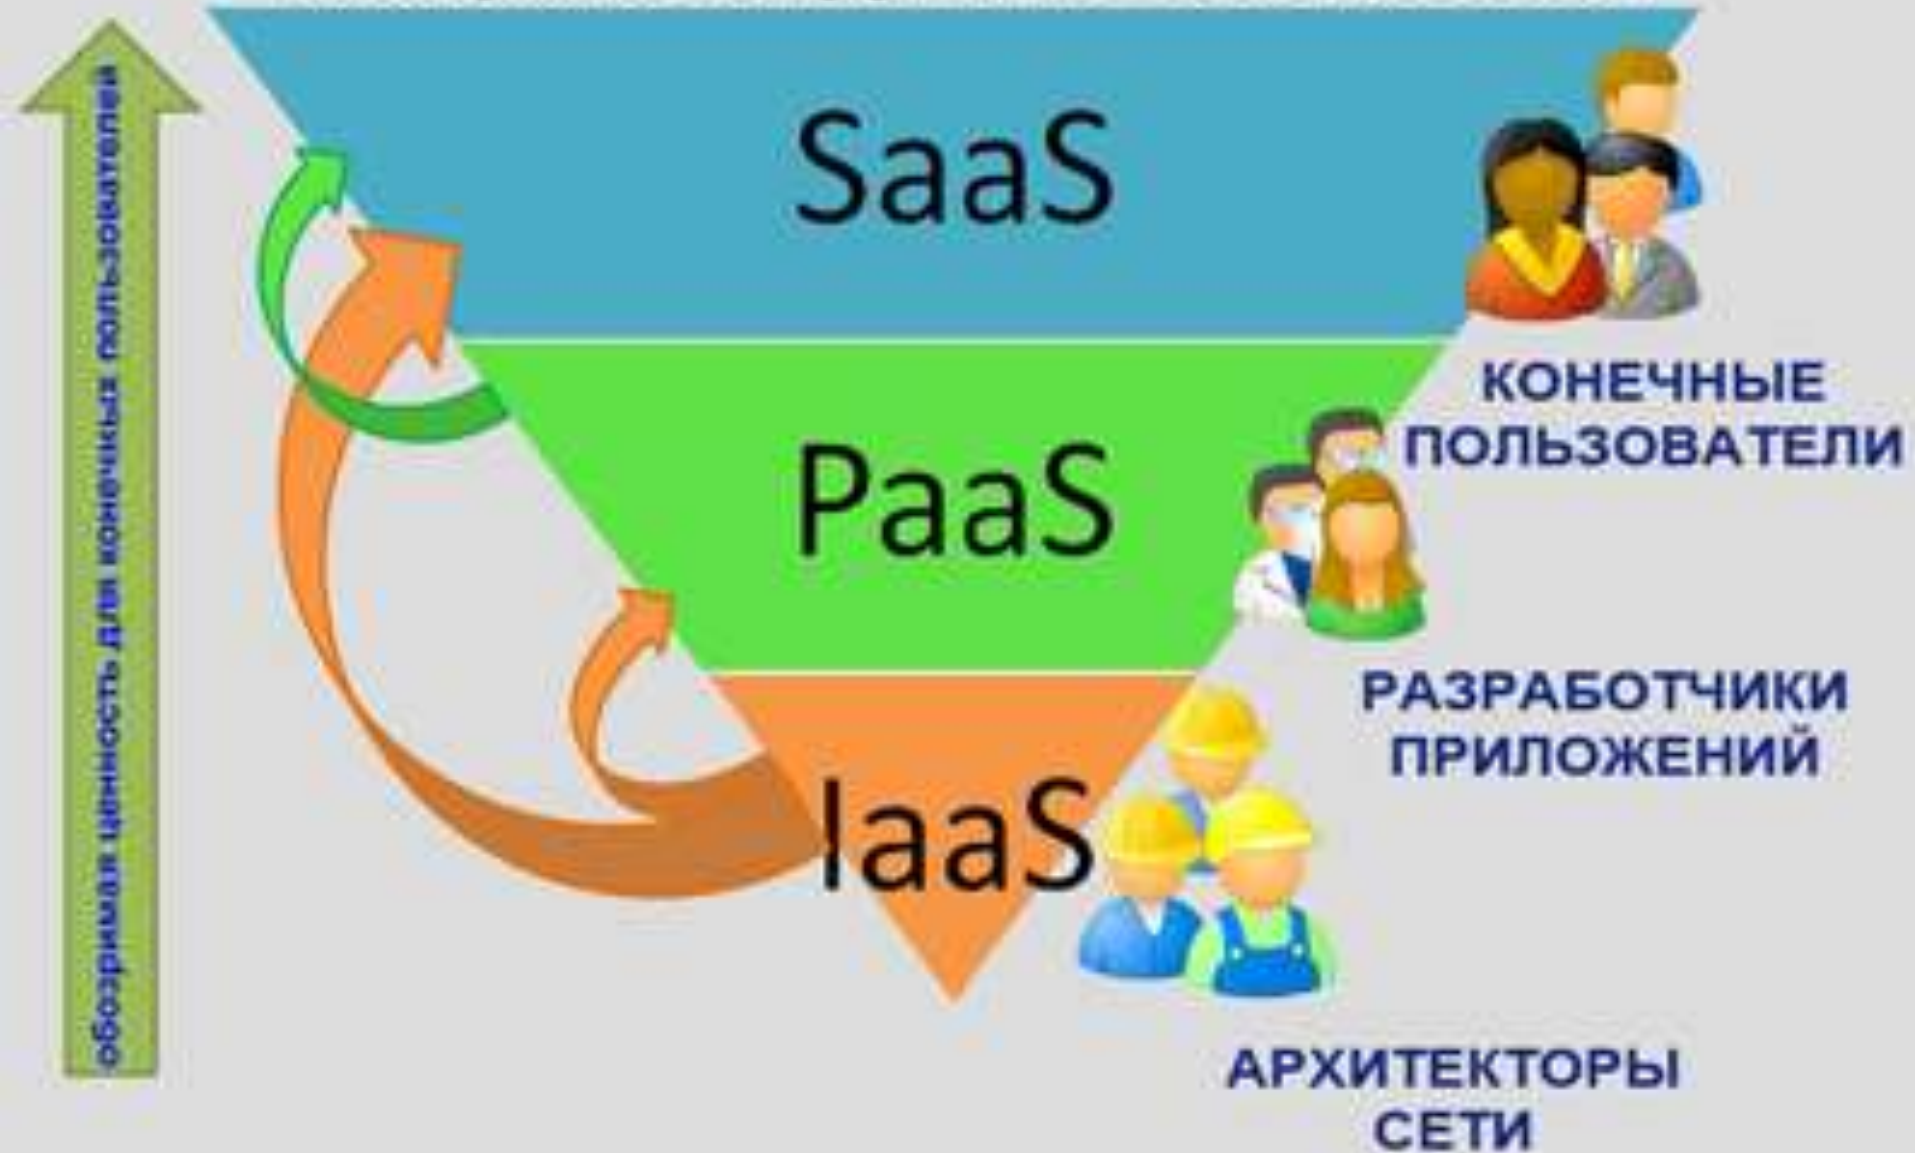 обозримая ценность для конечных пользователей
SaaS
КОНЕЧНЫЕ
ПОЛЬЗОВАТЕЛИ
PaaS
РАЗРАБОТЧИКИ
ПРИЛОЖЕНИЙ
IaaS
АРХИТЕКТОРЫ
СЕТИ